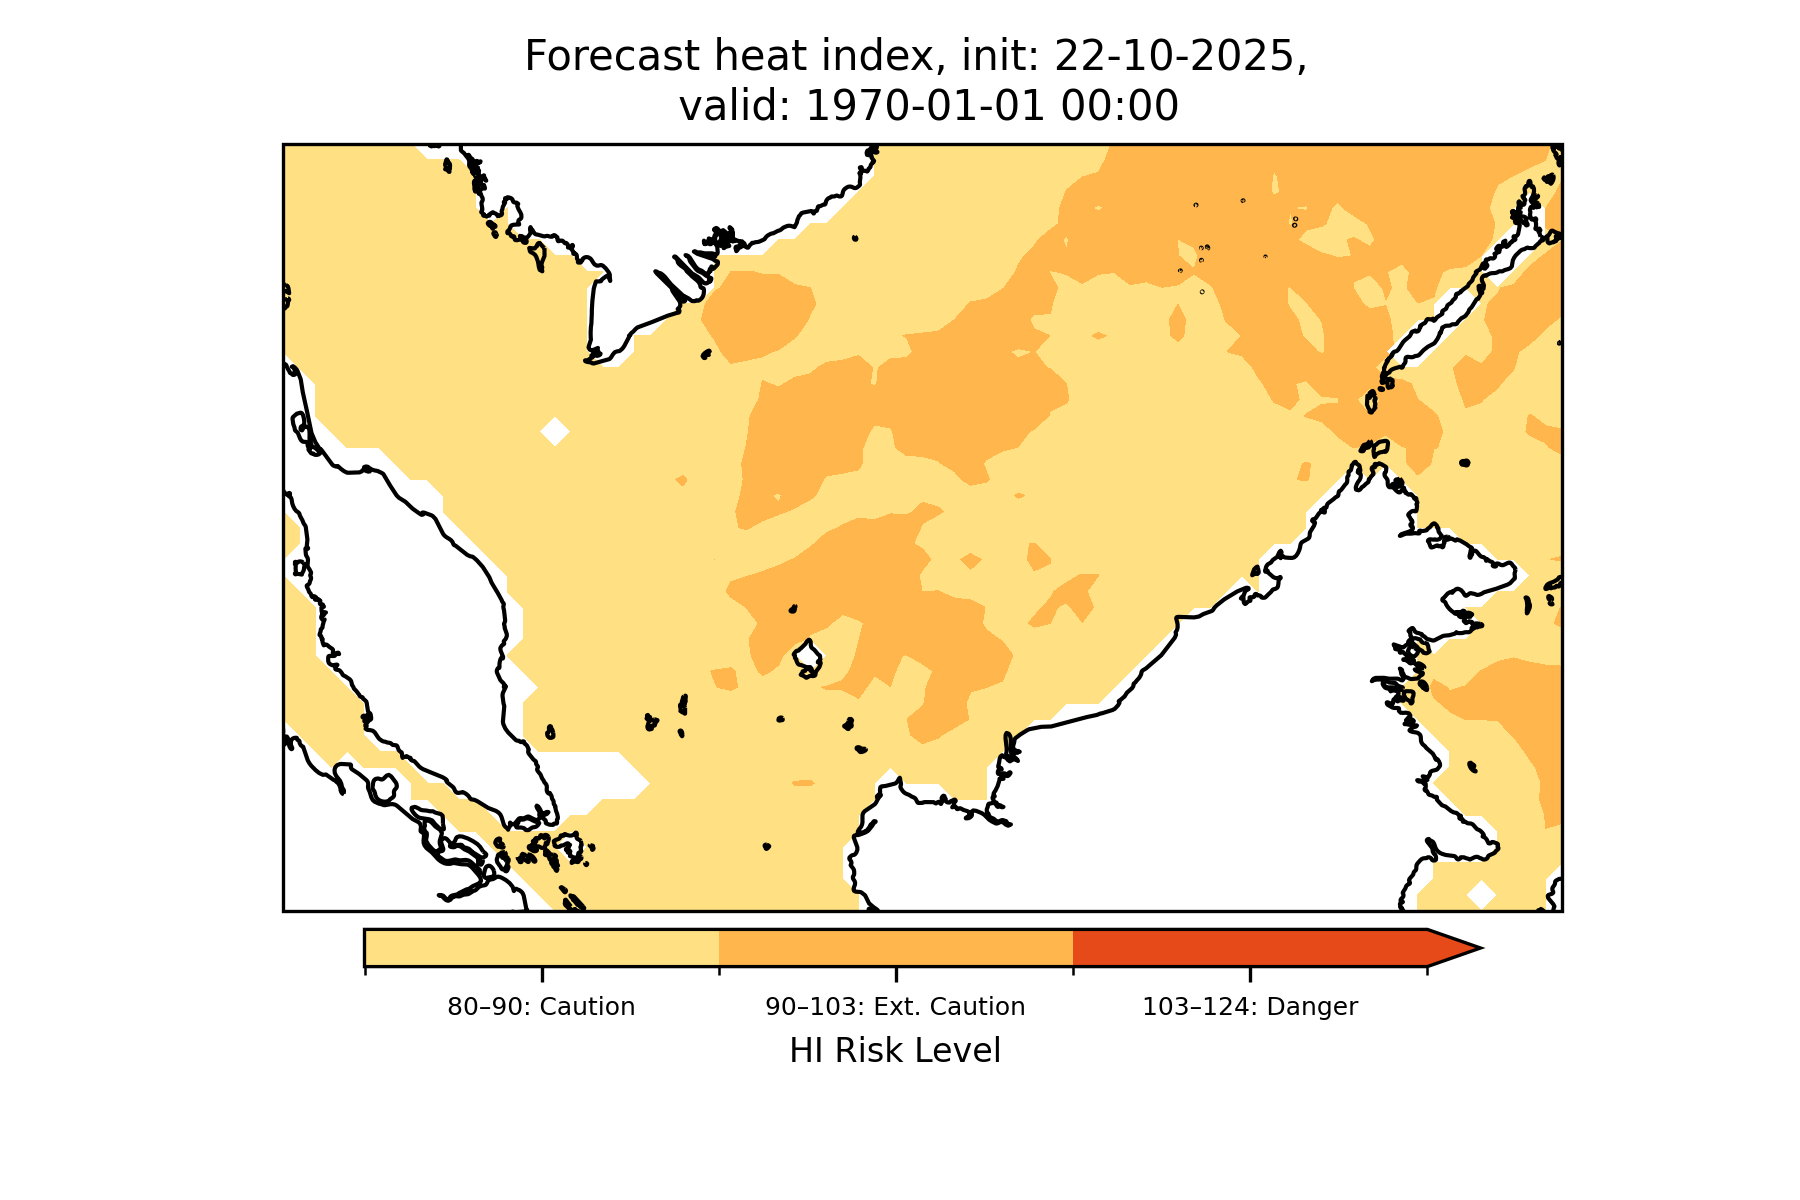 Forecast heat index, init: 22-10-2025,
valid: 1970-01-01 00:00
80–90: Caution
90–103: Ext. Caution
103–124: Danger
HI Risk Level